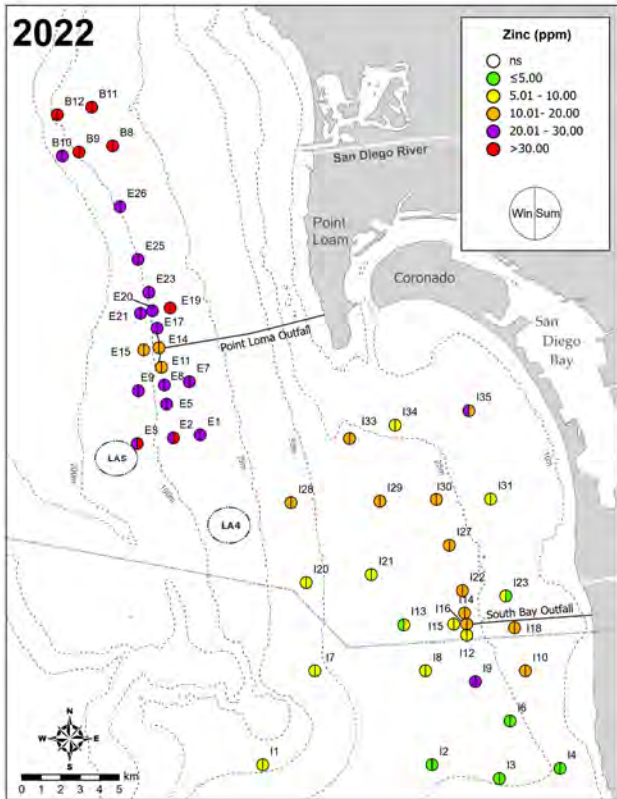 2022
Zinc (ppm)
ns
≤5.00
5.01 - 10.00
10.01- 20.00
20.01 - 30.00
>30.00
Win Sum
B12
B11
B10
B9
B8
San Diego River
E26
Point
Loam
E25
Coronado
E23
E20
E19
E21
E17
San
Diego
Bay
E14
Point Loma Outfall
E15
E11
E9
E8
E7
E5
E3
E2
E1
I35
I34
I33
LA5
100m
I28
I29
I30
I31
LA4
I27
I20
I21
I22
I23
I14
I16
I13
I15
South Bay Outfall
I18
I12
I7
I8
I9
I10
I6
I1
I2
I3
I4
N
W
E
S
0 1 2 3 4 5
km